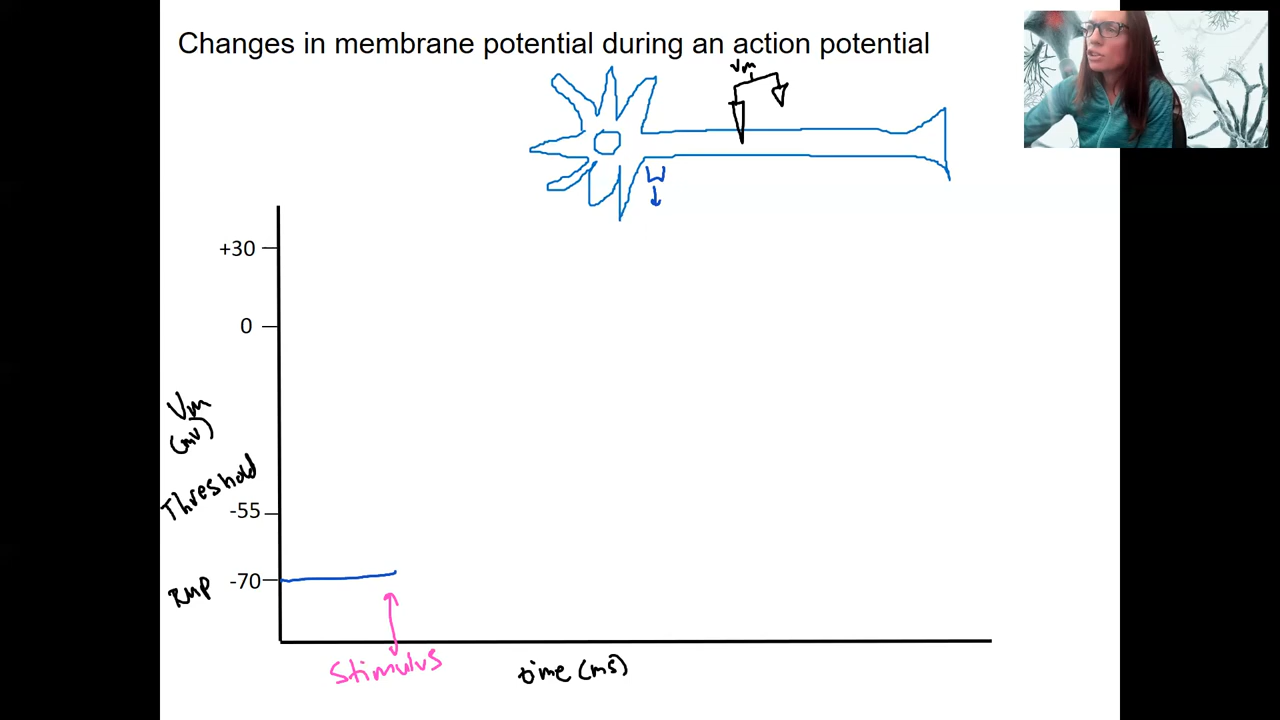 Changes in membrane potential during an action potential
Vm
+30
0
Vm
(mV)
Threshold
-55
RMP
-70
Stimulus
time (ms)